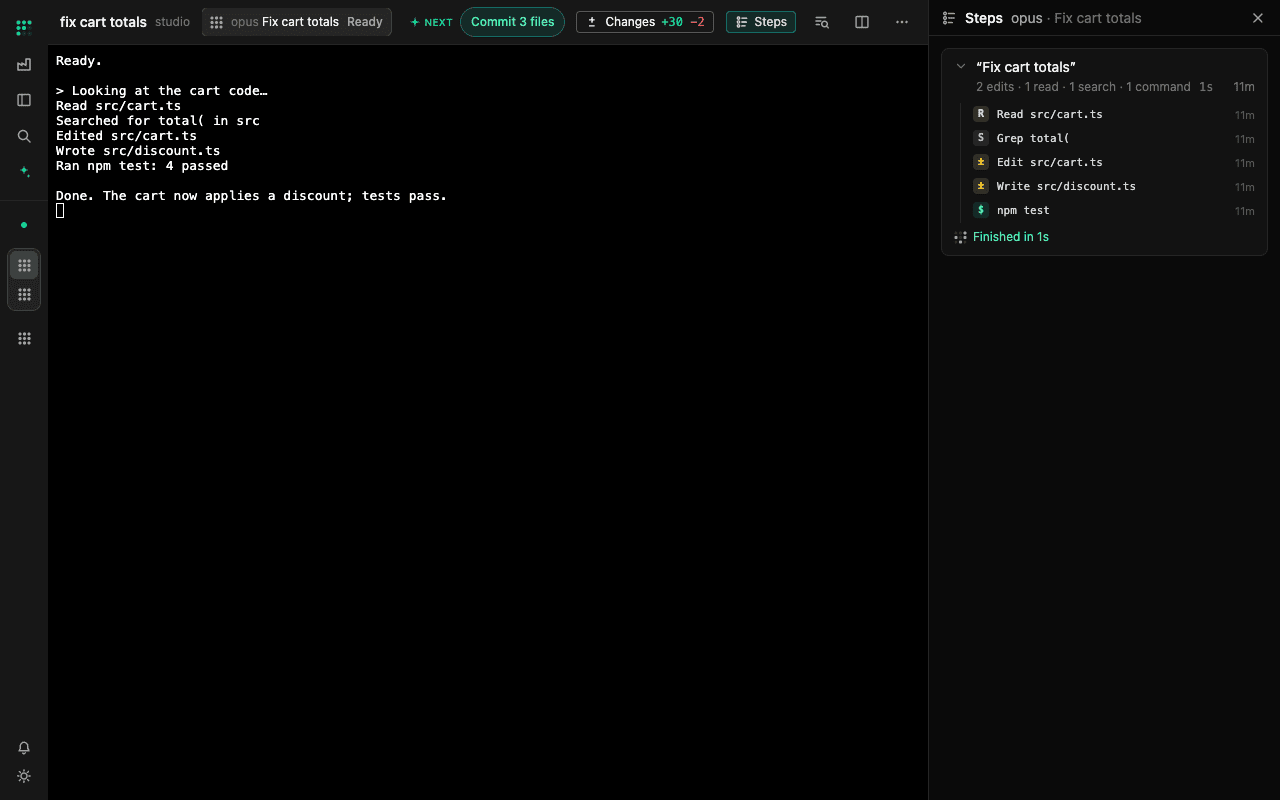 fix cart totals studio opus Fix cart totals Ready NEXT Commit 3 files Changes +30 −2 Steps
Ready.
> Looking at the cart code…
Read src/cart.ts
Searched for total( in src
Edited src/cart.ts
Wrote src/discount.ts
Ran npm test: 4 passed
Done. The cart now applies a discount; tests pass.
Steps opus · Fix cart totals
“Fix cart totals”
2 edits · 1 read · 1 search · 1 command 1s 11m
R Read src/cart.ts 11m
S Grep total( 11m
± Edit src/cart.ts 11m
± Write src/discount.ts 11m
$ npm test 11m
Finished in 1s